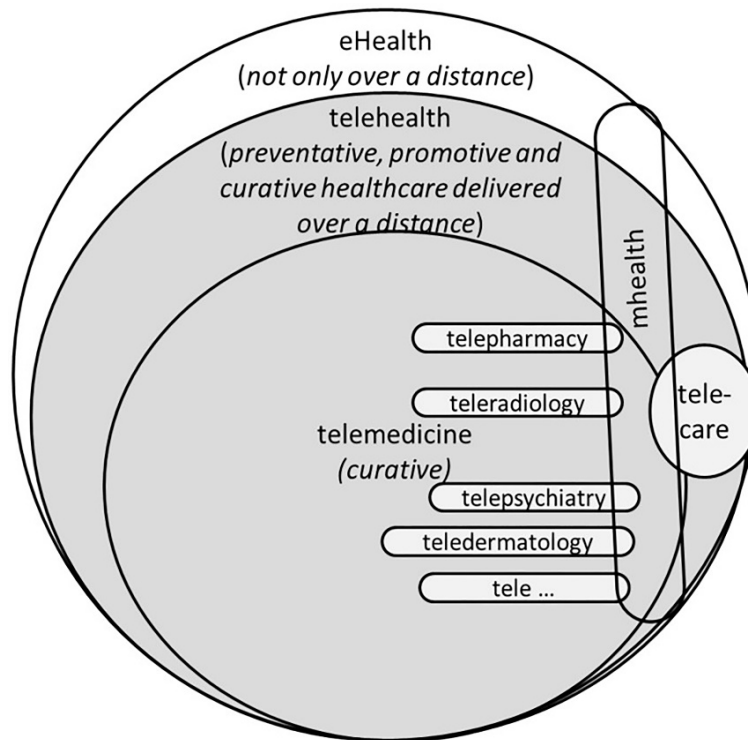 eHealth
(not only over a distance)
telehealth
(preventative, promotive and
curative healthcare delivered
over a distance)
mhealth
telepharmacy
tele-
care
teleradiology
telemedicine
(curative)
telepsychiatry
teledermatology
tele ...